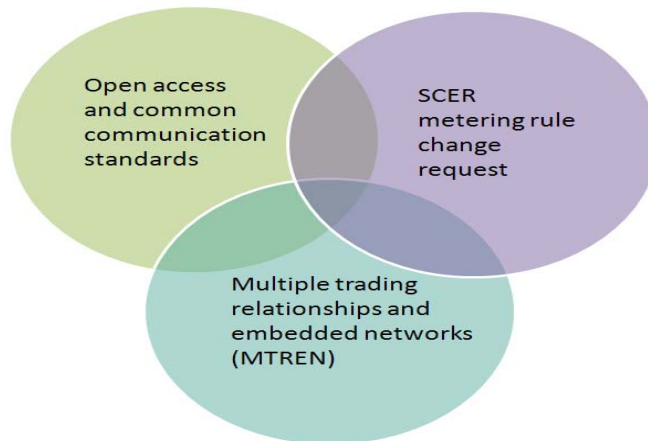 Open access
and common
communication
standards
SCER
metering rule
change
request
Multiple trading
relationships and
embedded networks
(MTREN)